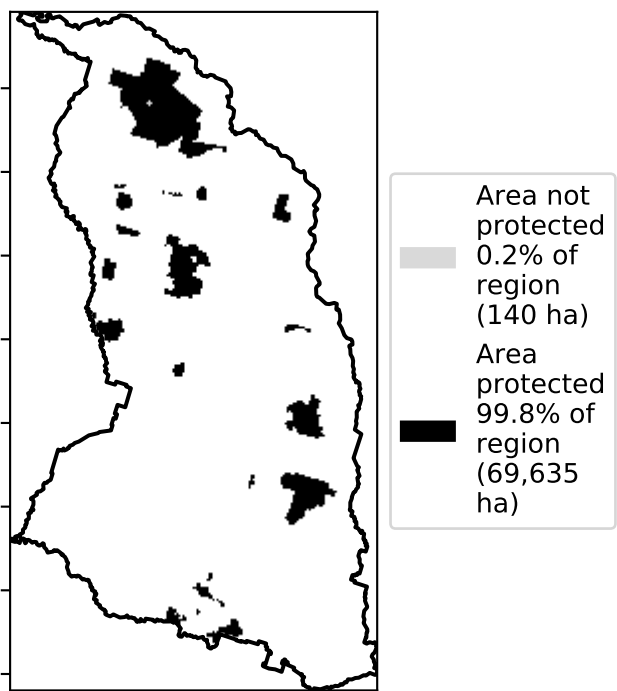 Area not
protected
0.2% of
region
(140 ha)
Area
protected
99.8% of
region
(69,635
ha)